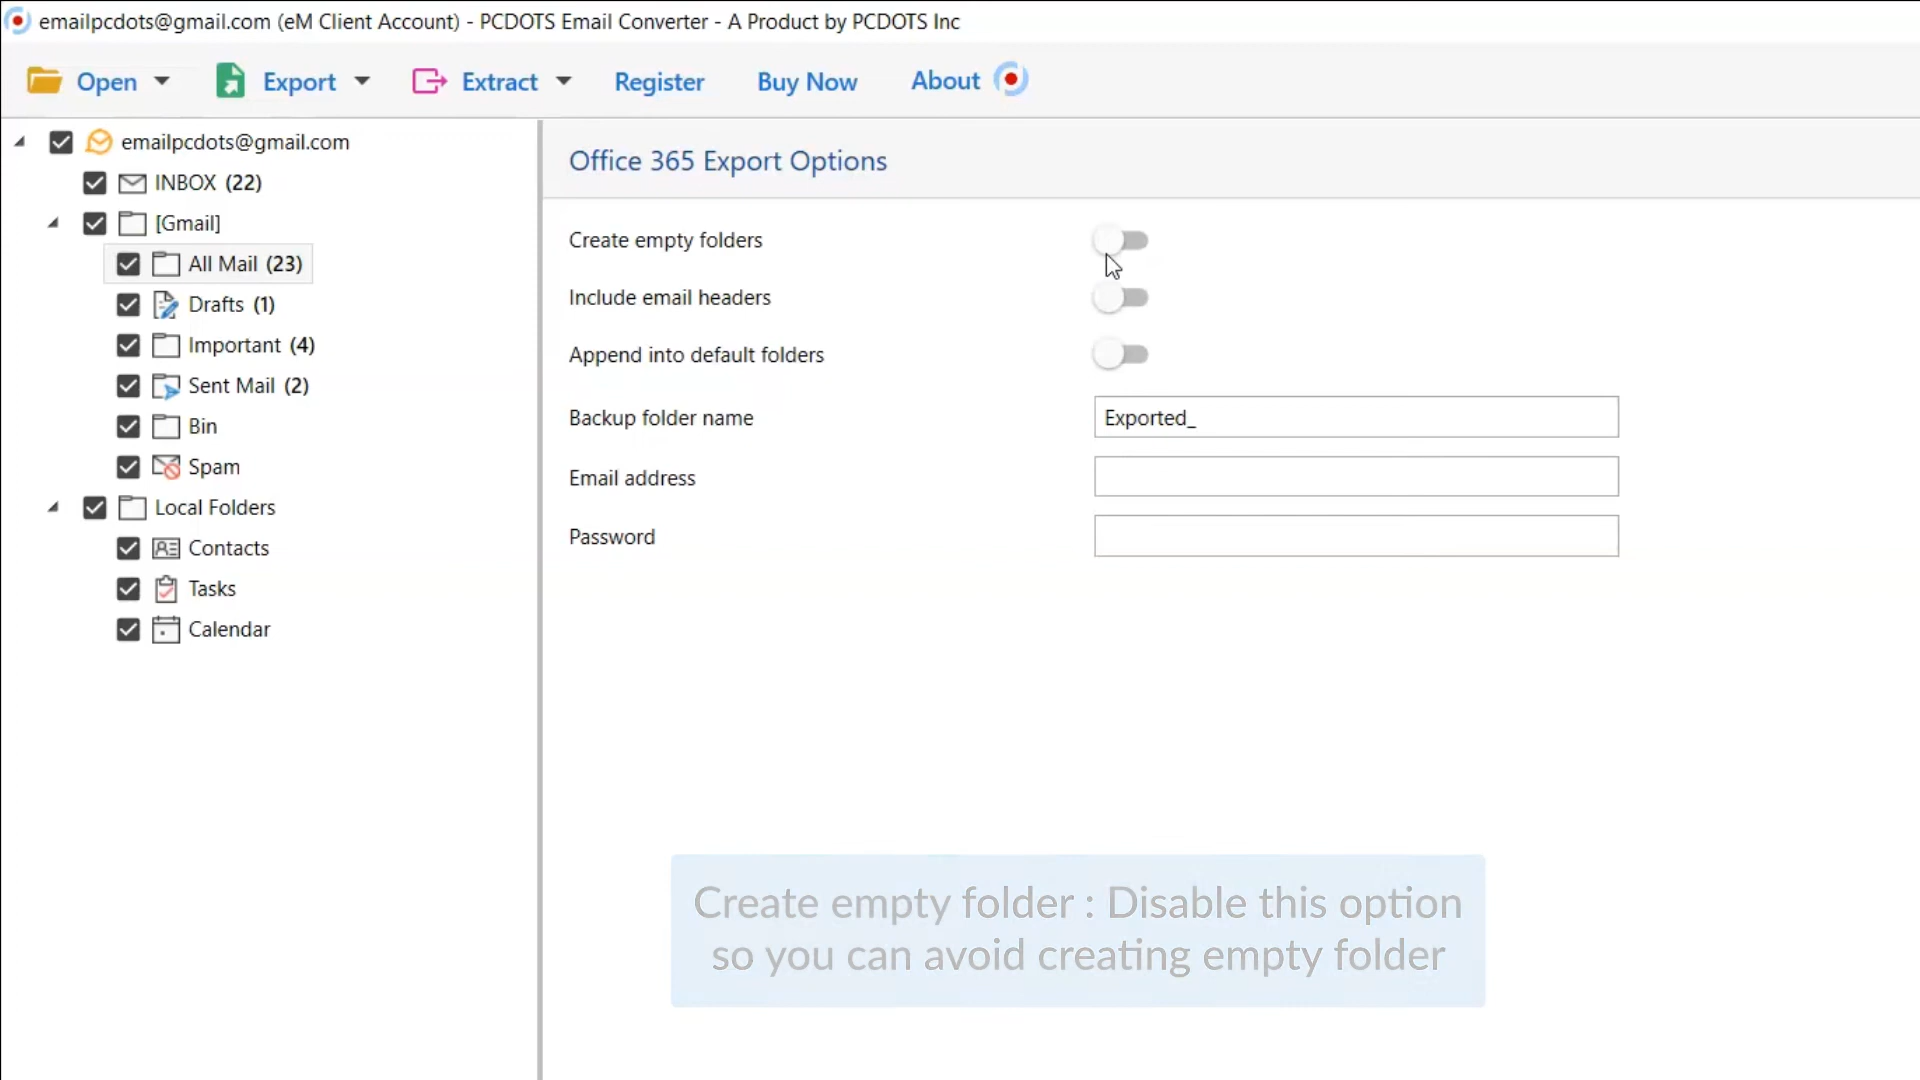 emailpcdots@gmail.com (eM Client Account) - PCDOTS Email Converter - A Product by PCDOTS Inc
Open Export Extract Register Buy Now About
emailpcdots@gmail.com
INBOX (22)
[Gmail]
All Mail (23)
Drafts (1)
Important (4)
Sent Mail (2)
Bin
Spam
Local Folders
Contacts
Tasks
Calendar
Office 365 Export Options
Create empty folders
Include email headers
Append into default folders
Backup folder name Exported_
Email address
Password
Create empty folder : Disable this option
so you can avoid creating empty folder